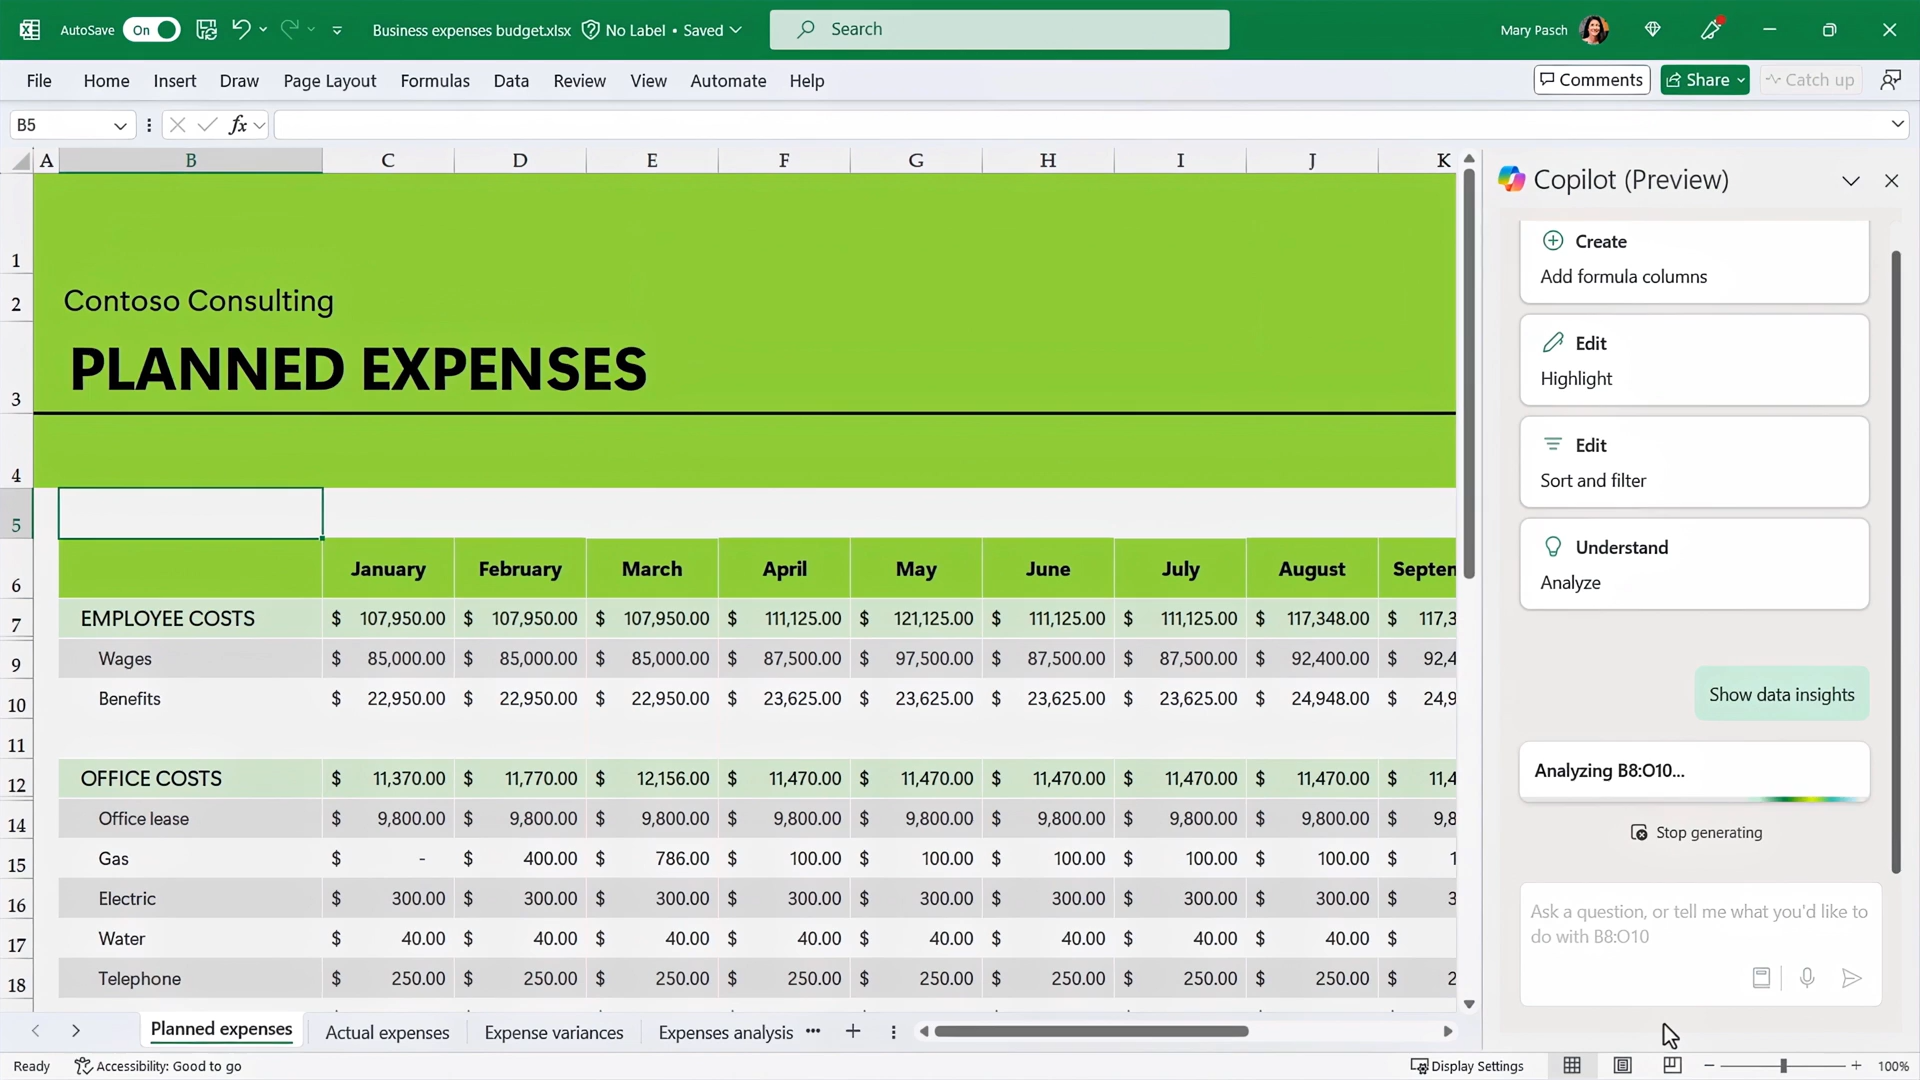 AutoSave On Business expenses budget.xlsx No Label • Saved Search Mary Pasch
File Home Insert Draw Page Layout Formulas Data Review View Automate Help Comments Share Catch up
B5 fx
A B C D E F G H I J K
1
2 Contoso Consulting
3 PLANNED EXPENSES
4
5
6 January February March April May June July August Septem
7 EMPLOYEE COSTS $ 107,950.00 $ 107,950.00 $ 107,950.00 $ 111,125.00 $ 121,125.00 $ 111,125.00 $ 111,125.00 $ 117,348.00 $ 117,3
9 Wages $ 85,000.00 $ 85,000.00 $ 85,000.00 $ 87,500.00 $ 97,500.00 $ 87,500.00 $ 87,500.00 $ 92,400.00 $ 92,4
10 Benefits $ 22,950.00 $ 22,950.00 $ 22,950.00 $ 23,625.00 $ 23,625.00 $ 23,625.00 $ 23,625.00 $ 24,948.00 $ 24,9
11
12 OFFICE COSTS $ 11,370.00 $ 11,770.00 $ 12,156.00 $ 11,470.00 $ 11,470.00 $ 11,470.00 $ 11,470.00 $ 11,470.00 $ 11,4
14 Office lease $ 9,800.00 $ 9,800.00 $ 9,800.00 $ 9,800.00 $ 9,800.00 $ 9,800.00 $ 9,800.00 $ 9,800.00 $ 9,8
15 Gas $ - $ 400.00 $ 786.00 $ 100.00 $ 100.00 $ 100.00 $ 100.00 $ 100.00 $ 1
16 Electric $ 300.00 $ 300.00 $ 300.00 $ 300.00 $ 300.00 $ 300.00 $ 300.00 $ 300.00 $ 3
17 Water $ 40.00 $ 40.00 $ 40.00 $ 40.00 $ 40.00 $ 40.00 $ 40.00 $ 40.00 $
18 Telephone $ 250.00 $ 250.00 $ 250.00 $ 250.00 $ 250.00 $ 250.00 $ 250.00 $ 250.00 $ 2
Planned expenses Actual expenses Expense variances Expenses analysis
Ready Accessibility: Good to go Display Settings 100%
Copilot (Preview)
Create
Add formula columns
Edit
Highlight
Edit
Sort and filter
Understand
Analyze
Show data insights
Analyzing B8:O10...
Stop generating
Ask a question, or tell me what you'd like to
do with B8:O10